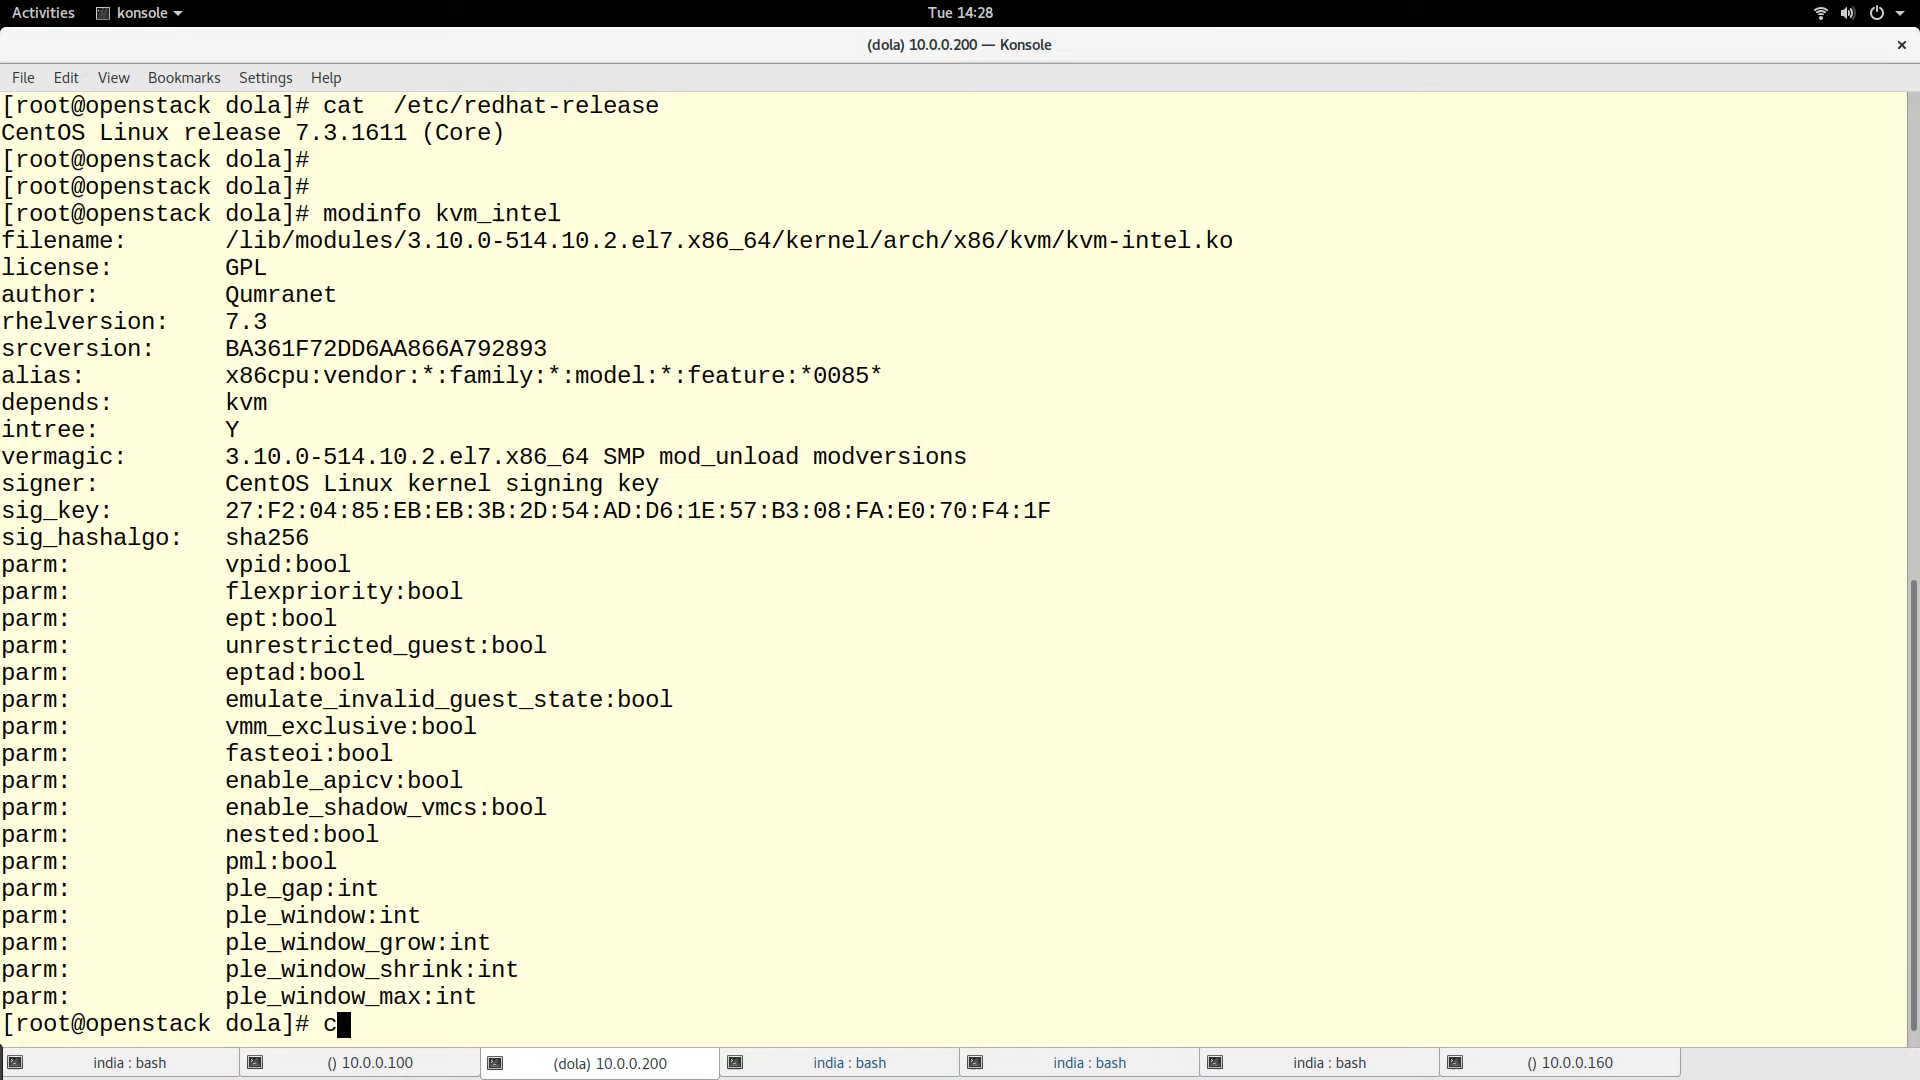 Activities konsole Tue 14:28
(dola) 10.0.0.200 — Konsole ×
File Edit View Bookmarks Settings Help
[root@openstack dola]# cat  /etc/redhat-release
CentOS Linux release 7.3.1611 (Core)
[root@openstack dola]#
[root@openstack dola]#
[root@openstack dola]# modinfo kvm_intel
filename:       /lib/modules/3.10.0-514.10.2.el7.x86_64/kernel/arch/x86/kvm/kvm-intel.ko
license:        GPL
author:         Qumranet
rhelversion:    7.3
srcversion:     BA361F72DD6AA866A792893
alias:          x86cpu:vendor:*:family:*:model:*:feature:*0085*
depends:        kvm
intree:         Y
vermagic:       3.10.0-514.10.2.el7.x86_64 SMP mod_unload modversions
signer:         CentOS Linux kernel signing key
sig_key:        27:F2:04:85:EB:EB:3B:2D:54:AD:D6:1E:57:B3:08:FA:E0:70:F4:1F
sig_hashalgo:   sha256
parm:           vpid:bool
parm:           flexpriority:bool
parm:           ept:bool
parm:           unrestricted_guest:bool
parm:           eptad:bool
parm:           emulate_invalid_guest_state:bool
parm:           vmm_exclusive:bool
parm:           fasteoi:bool
parm:           enable_apicv:bool
parm:           enable_shadow_vmcs:bool
parm:           nested:bool
parm:           pml:bool
parm:           ple_gap:int
parm:           ple_window:int
parm:           ple_window_grow:int
parm:           ple_window_shrink:int
parm:           ple_window_max:int
[root@openstack dola]# c
india : bash () 10.0.0.100 (dola) 10.0.0.200 india : bash india : bash india : bash () 10.0.0.160